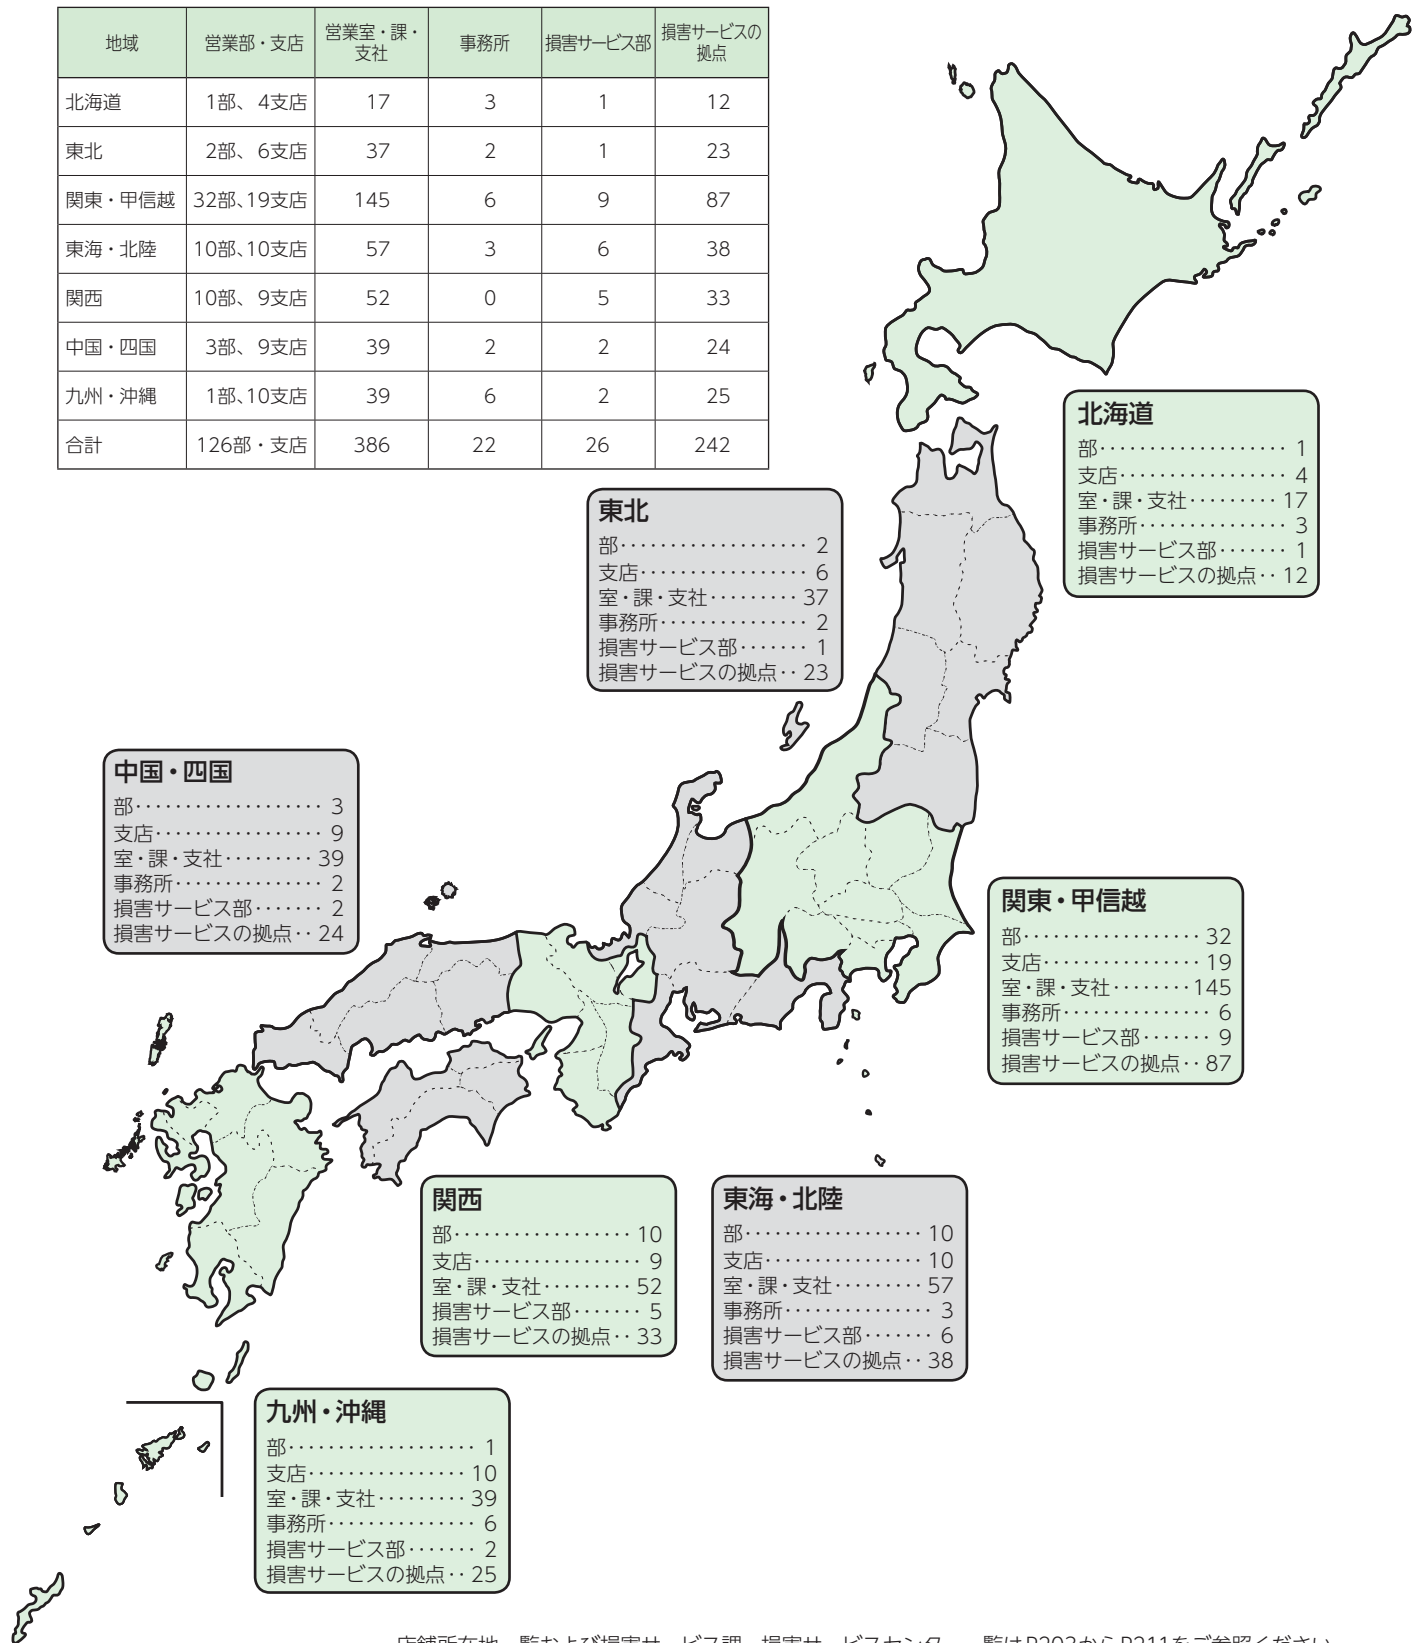 地域 営業部・支店 営業室・課・支社 事務所 損害サービス部 損害サービスの拠点
北海道 1部、4支店 17 3 1 12
東北 2部、6支店 37 2 1 23
関東・甲信越 32部、19支店 145 6 9 87
東海・北陸 10部、10支店 57 3 6 38
関西 10部、9支店 52 0 5 33
中国・四国 3部、9支店 39 2 2 24
九州・沖縄 1部、10支店 39 6 2 25
合計 126部・支店 386 22 26 242
北海道
部………………… 1
支店……………… 4
室・課・支社……… 17
事務所…………… 3
損害サービス部…… 1
損害サービスの拠点‥ 12
東北
部………………… 2
支店……………… 6
室・課・支社……… 37
事務所…………… 2
損害サービス部…… 1
損害サービスの拠点‥ 23
中国・四国
部………………… 3
支店……………… 9
室・課・支社……… 39
事務所…………… 2
損害サービス部…… 2
損害サービスの拠点‥ 24
関東・甲信越
部………………… 32
支店……………… 19
室・課・支社……… 145
事務所…………… 6
損害サービス部…… 9
損害サービスの拠点‥ 87
関西
部………………… 10
支店……………… 9
室・課・支社……… 52
損害サービス部…… 5
損害サービスの拠点‥ 33
東海・北陸
部………………… 10
支店……………… 10
室・課・支社……… 57
事務所…………… 3
損害サービス部…… 6
損害サービスの拠点‥ 38
九州・沖縄
部………………… 1
支店……………… 10
室・課・支社……… 39
事務所…………… 6
損害サービス部…… 2
損害サービスの拠点‥ 25